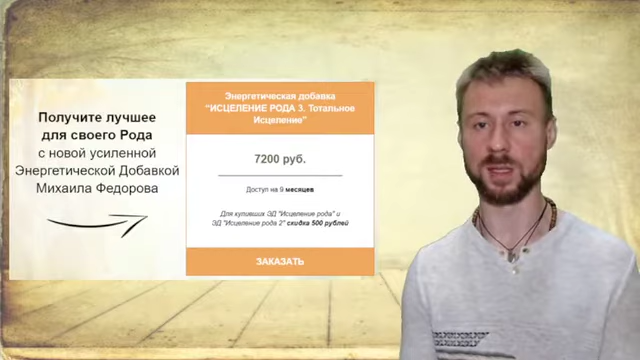 Получите лучшее
для своего Рода
с новой усиленной
Энергетической Добавкой
Михаила Федорова
Энергетическая добавка
"ИСЦЕЛЕНИЕ РОДА 3. Тотальное
Исцеление"
7200 руб.
Доступ на 9 месяцев
Для купивших ЭД "Исцеление рода" и
ЭД "Исцеление рода 2" скидка 500 рублей
ЗАКАЗАТЬ